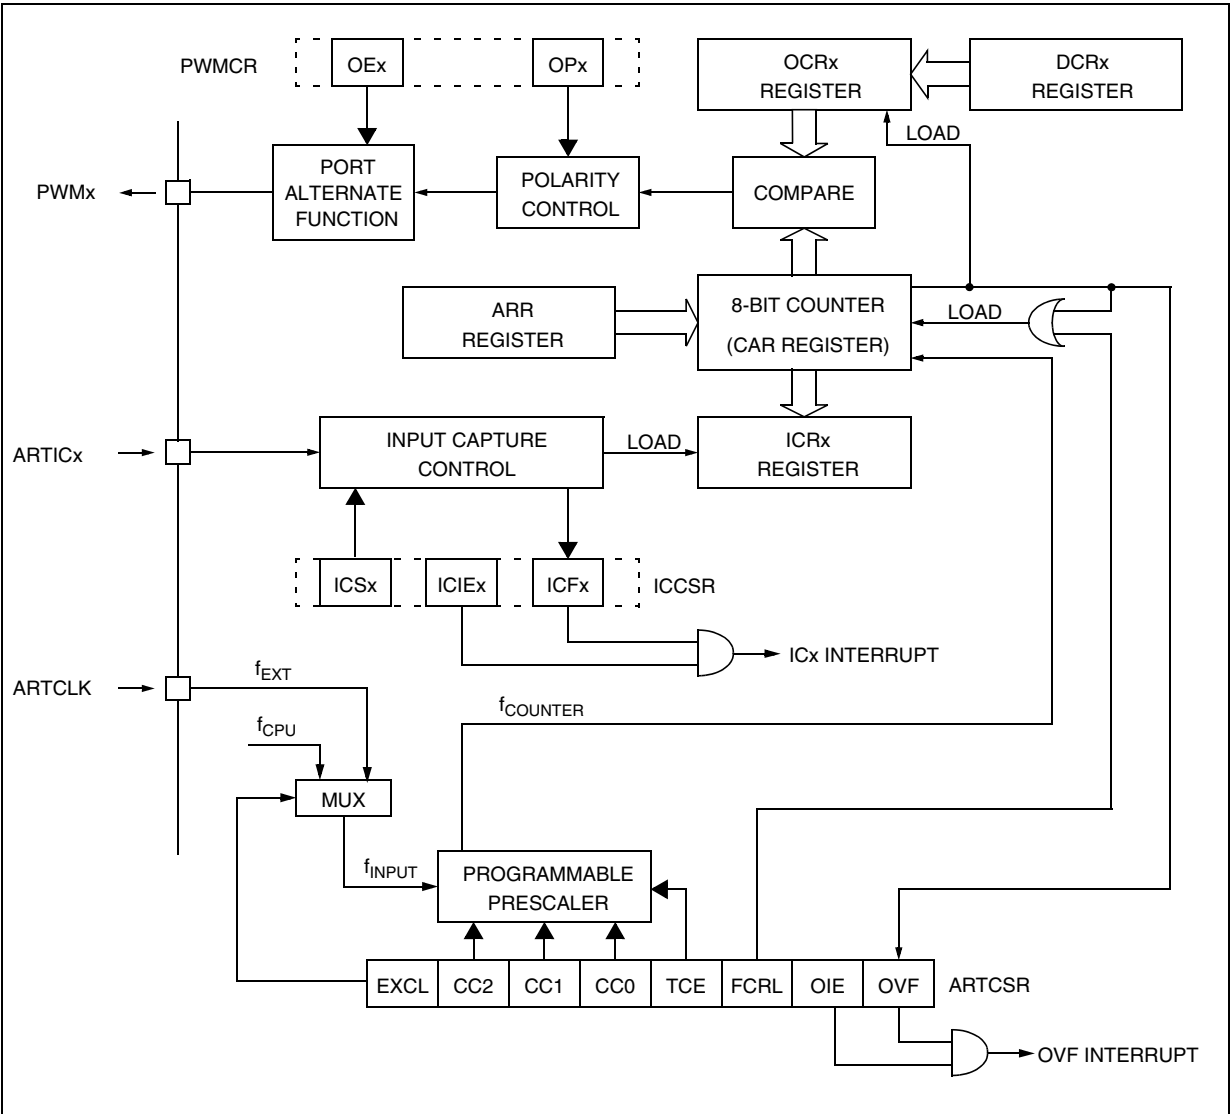 PWMCR
OEx
OPx
OCRx
REGISTER
DCRx
REGISTER
LOAD
PWMx
PORT
ALTERNATE
FUNCTION
POLARITY
CONTROL
COMPARE
ARR
REGISTER
8-BIT COUNTER
(CAR REGISTER)
LOAD
ARTICx
INPUT CAPTURE
CONTROL
LOAD
ICRx
REGISTER
ICSx
ICIEx
ICFx
ICCSR
ICx INTERRUPT
ARTCLK
fEXT
fCPU
fCOUNTER
MUX
fINPUT
PROGRAMMABLE
PRESCALER
EXCL
CC2
CC1
CC0
TCE
FCRL
OIE
OVF
ARTCSR
OVF INTERRUPT